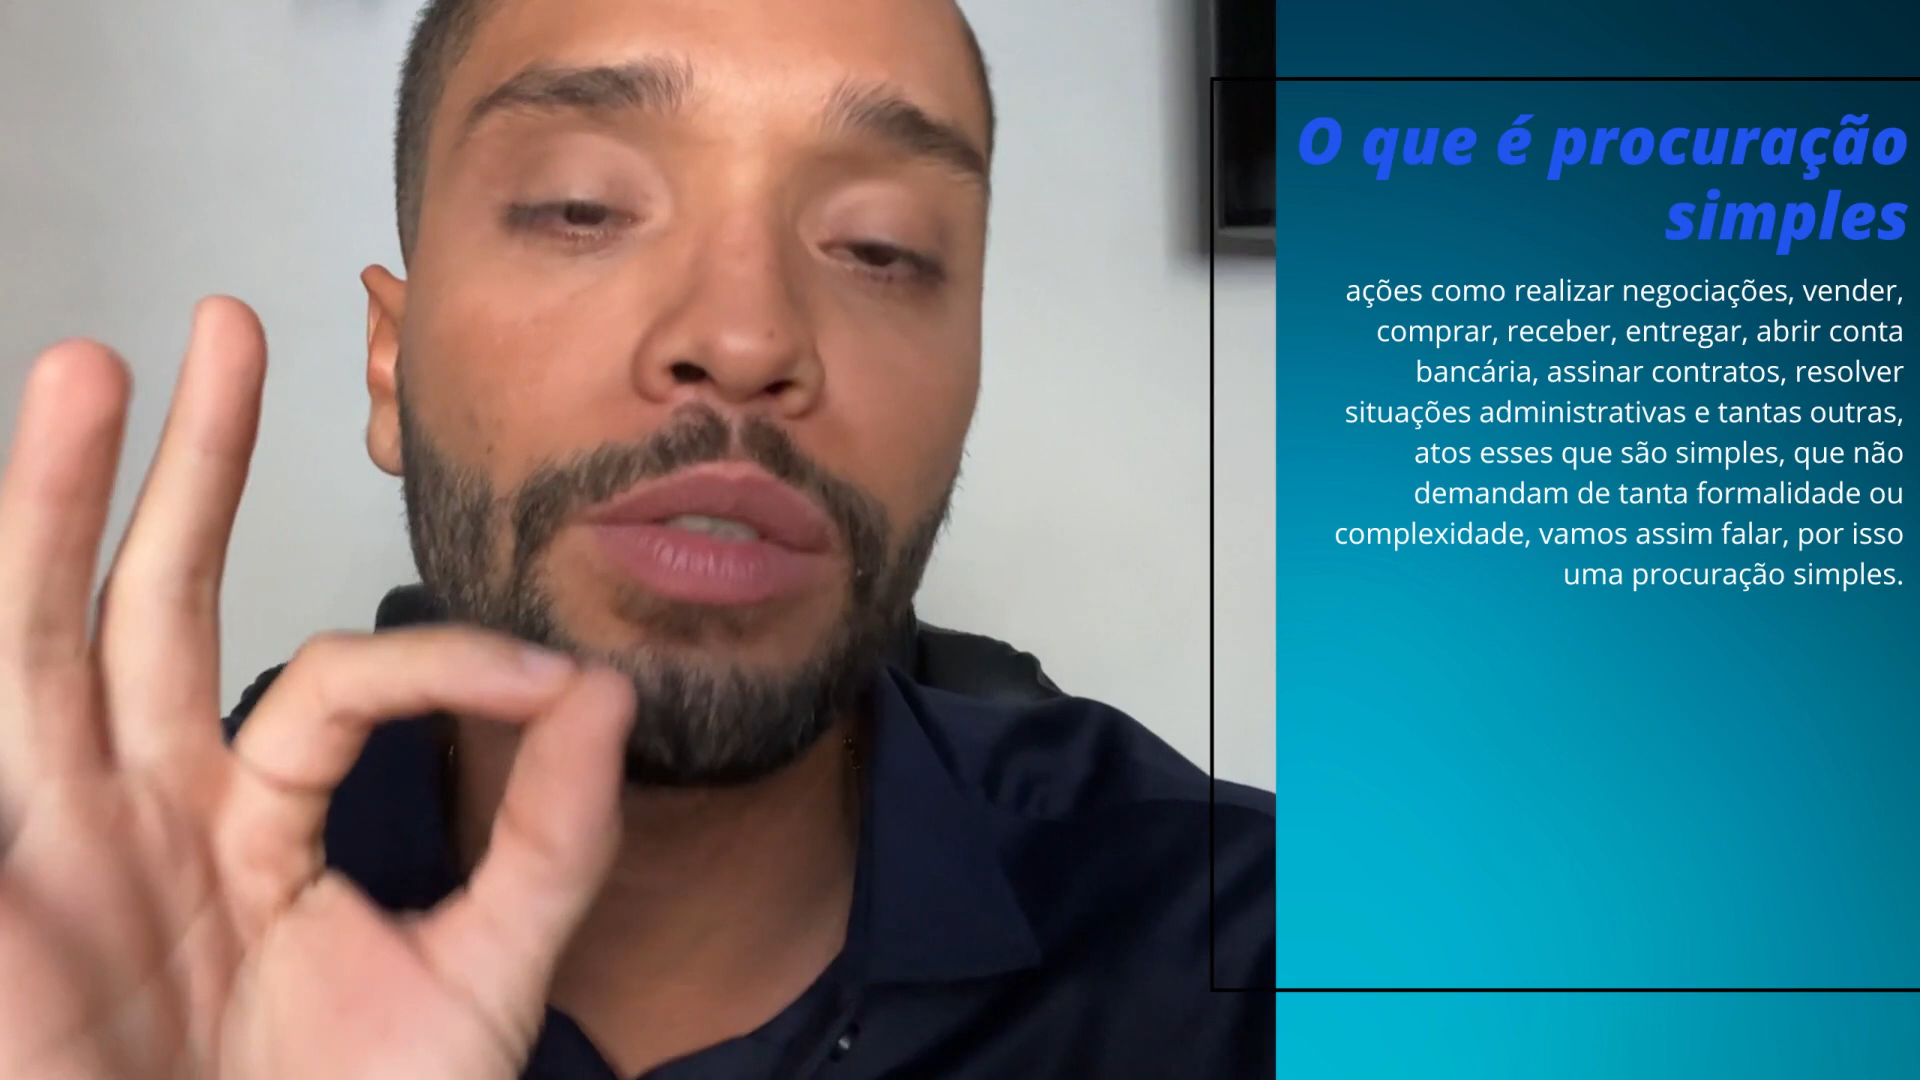 O que é procuração
simples
ações como realizar negociações, vender,
comprar, receber, entregar, abrir conta
bancária, assinar contratos, resolver
situações administrativas e tantas outras,
atos esses que são simples, que não
demandam de tanta formalidade ou
complexidade, vamos assim falar, por isso
uma procuração simples.